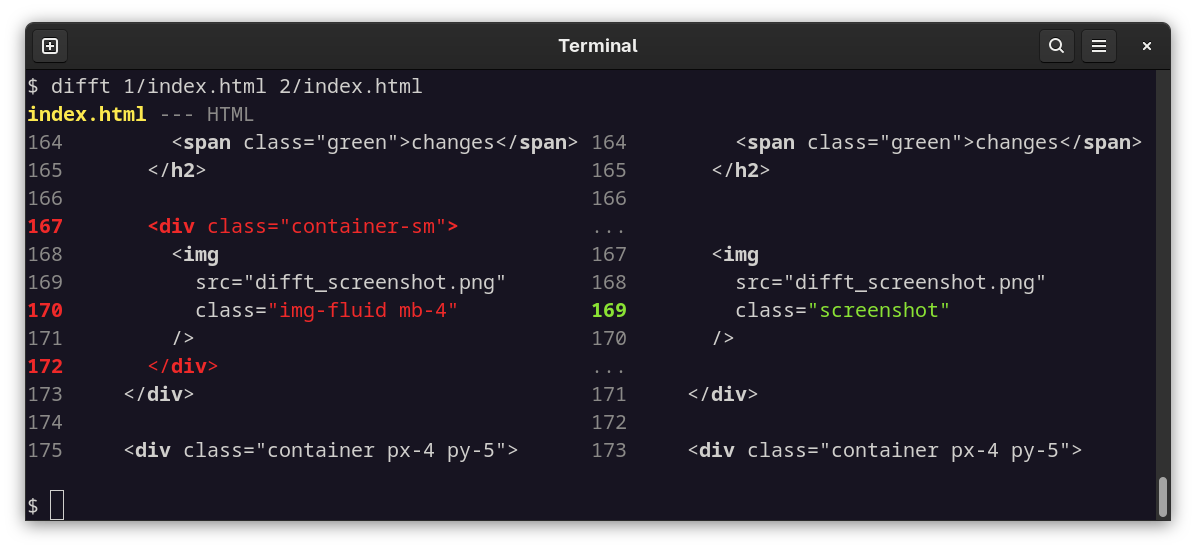 Terminal
$ difft 1/index.html 2/index.html
index.html --- HTML
164         <span class="green">changes</span> 164         <span class="green">changes</span>
165       </h2>                                165       </h2>
166                                            166
167       <div class="container-sm">           ...
168         <img                               167       <img
169           src="difft_screenshot.png"       168         src="difft_screenshot.png"
170           class="img-fluid mb-4"           169         class="screenshot"
171         />                                 170       />
172       </div>                               ...
173     </div>                                 171     </div>
174                                            172
175     <div class="container px-4 py-5">      173     <div class="container px-4 py-5">
$